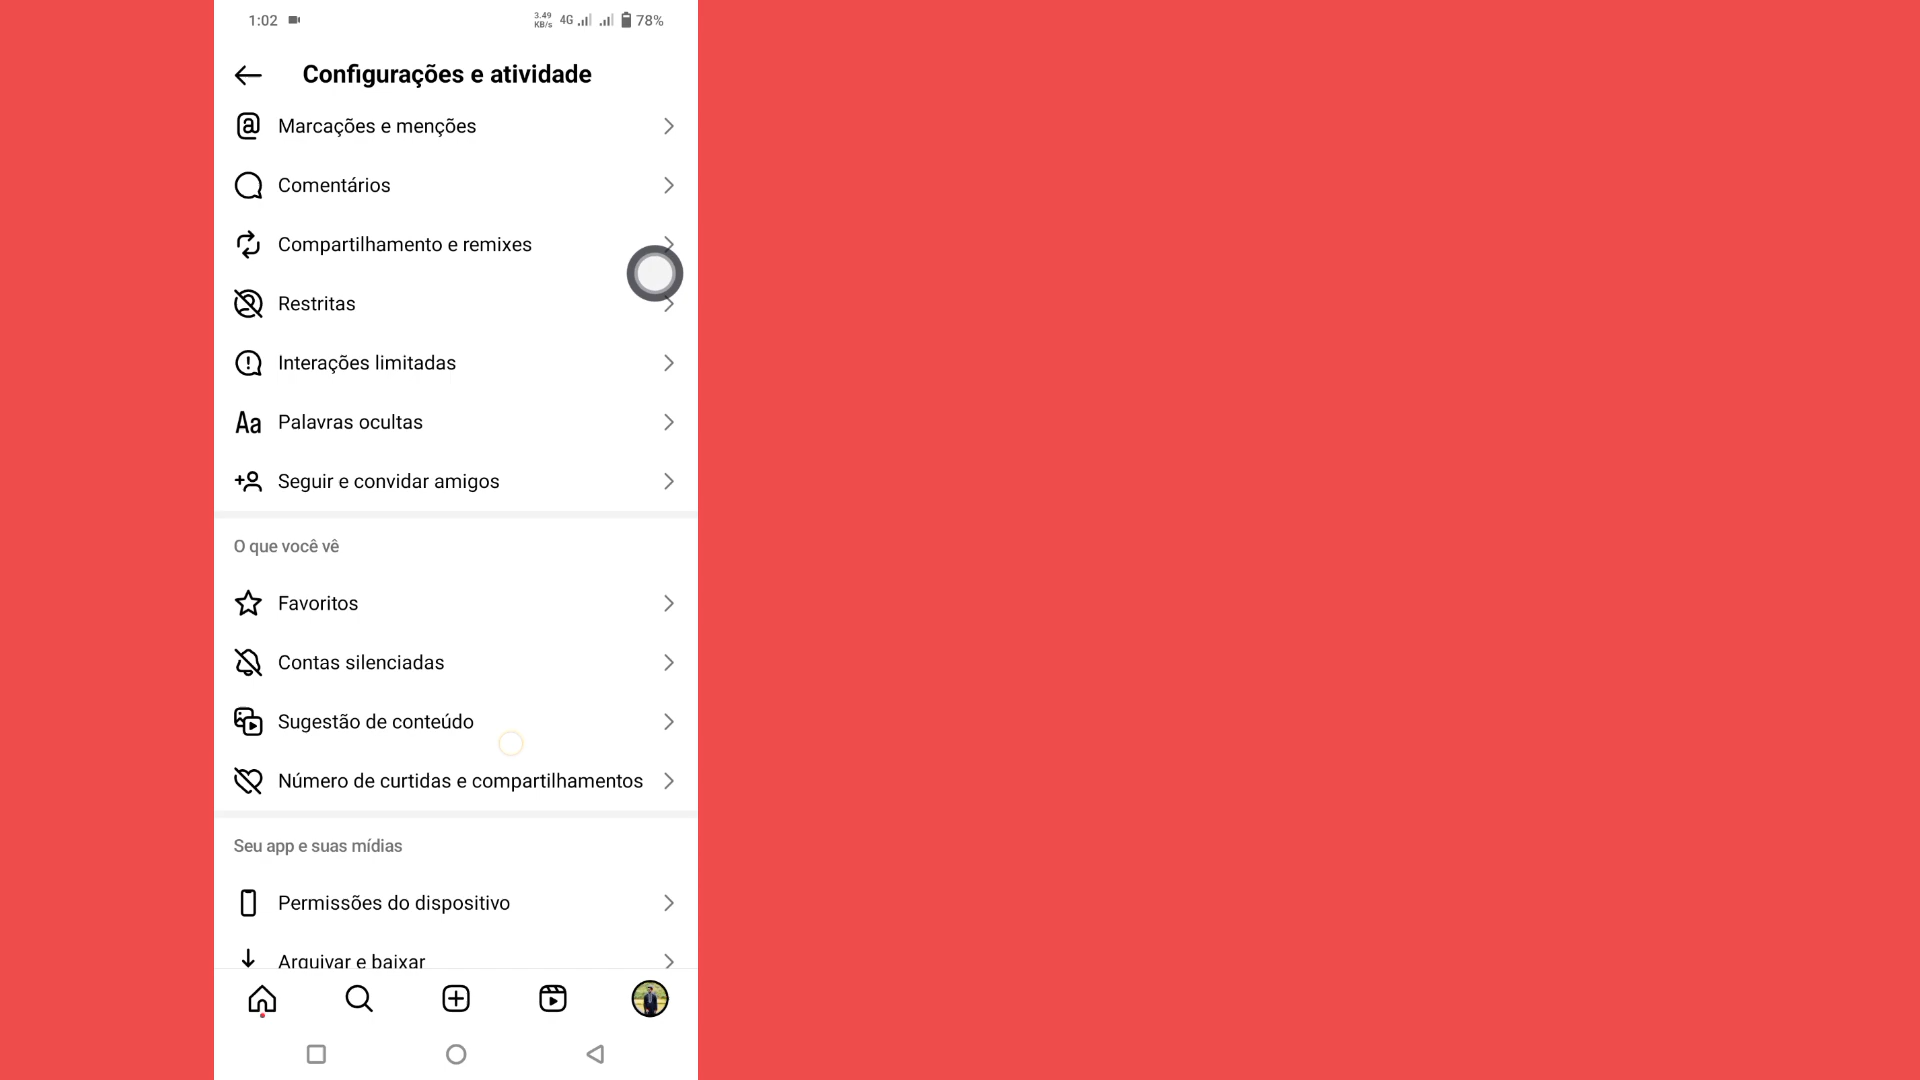 1:02
3.49 KB/s 4G 78%
Configurações e atividade
Marcações e menções
Comentários
Compartilhamento e remixes
Restritas
Interações limitadas
Aa Palavras ocultas
Seguir e convidar amigos
O que você vê
Favoritos
Contas silenciadas
Sugestão de conteúdo
Número de curtidas e compartilhamentos
Seu app e suas mídias
Permissões do dispositivo
Arquivar e baixar